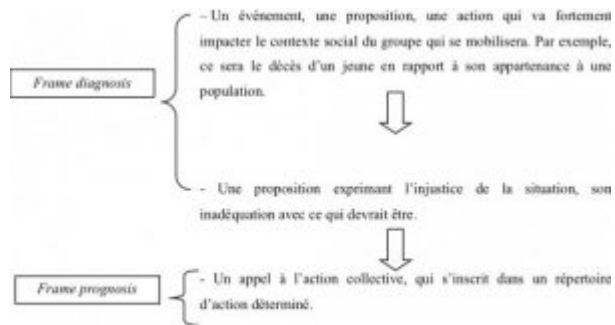 – Un événement, une proposition, une action qui va fortement
impacter le contexte social du groupe qui se mobilisera. Par exemple,
ce sera le décès d'un jeune en rapport à son appartenance à une
population.
Frame diagnosis
- Une proposition exprimant l'injustice de la situation, son
inadéquation avec ce qui devrait être.
- Un appel à l'action collective, qui s'inscrit dans un répertoire
d'action déterminé.
Frame prognosis